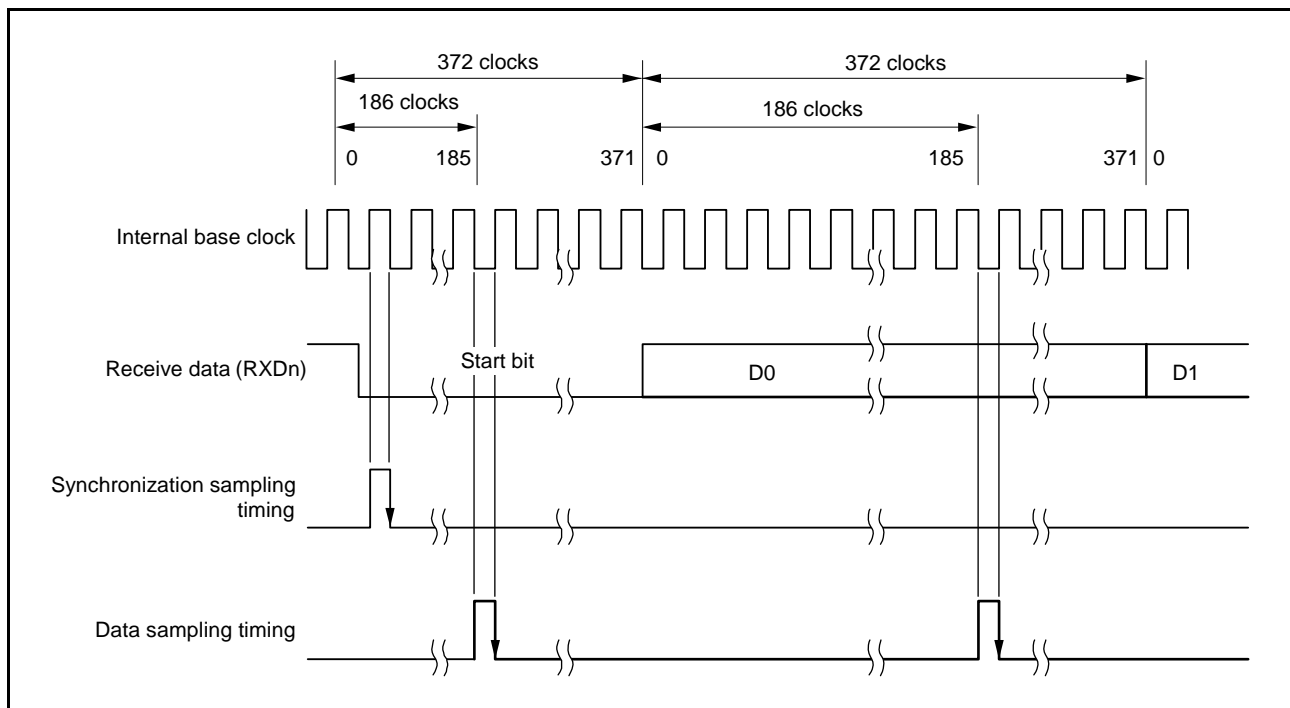 372 clocks 372 clocks
186 clocks 186 clocks
0 185 371 0 185 371 0
Internal base clock
Receive data (RXDn) Start bit D0 D1
Synchronization sampling
timing
Data sampling timing